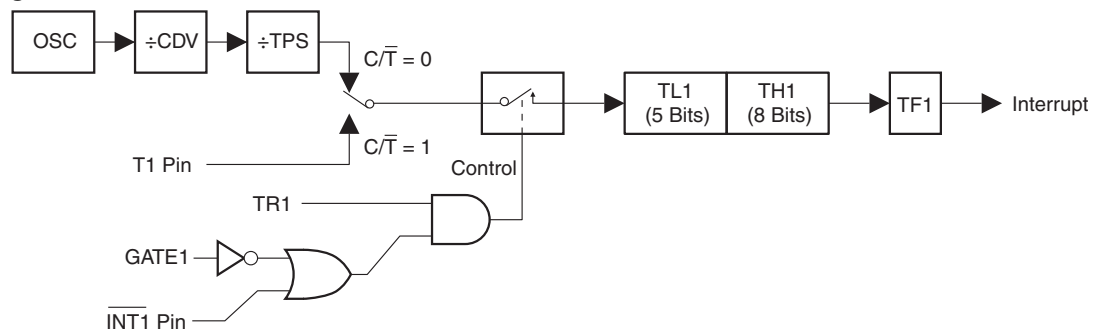 OSC
÷CDV
÷TPS
C/T̅ = 0
TL1
(5 Bits)
TH1
(8 Bits)
TF1
Interrupt
C/T̅ = 1
T1 Pin
Control
TR1
GATE1
I̅N̅T̅1̅ Pin